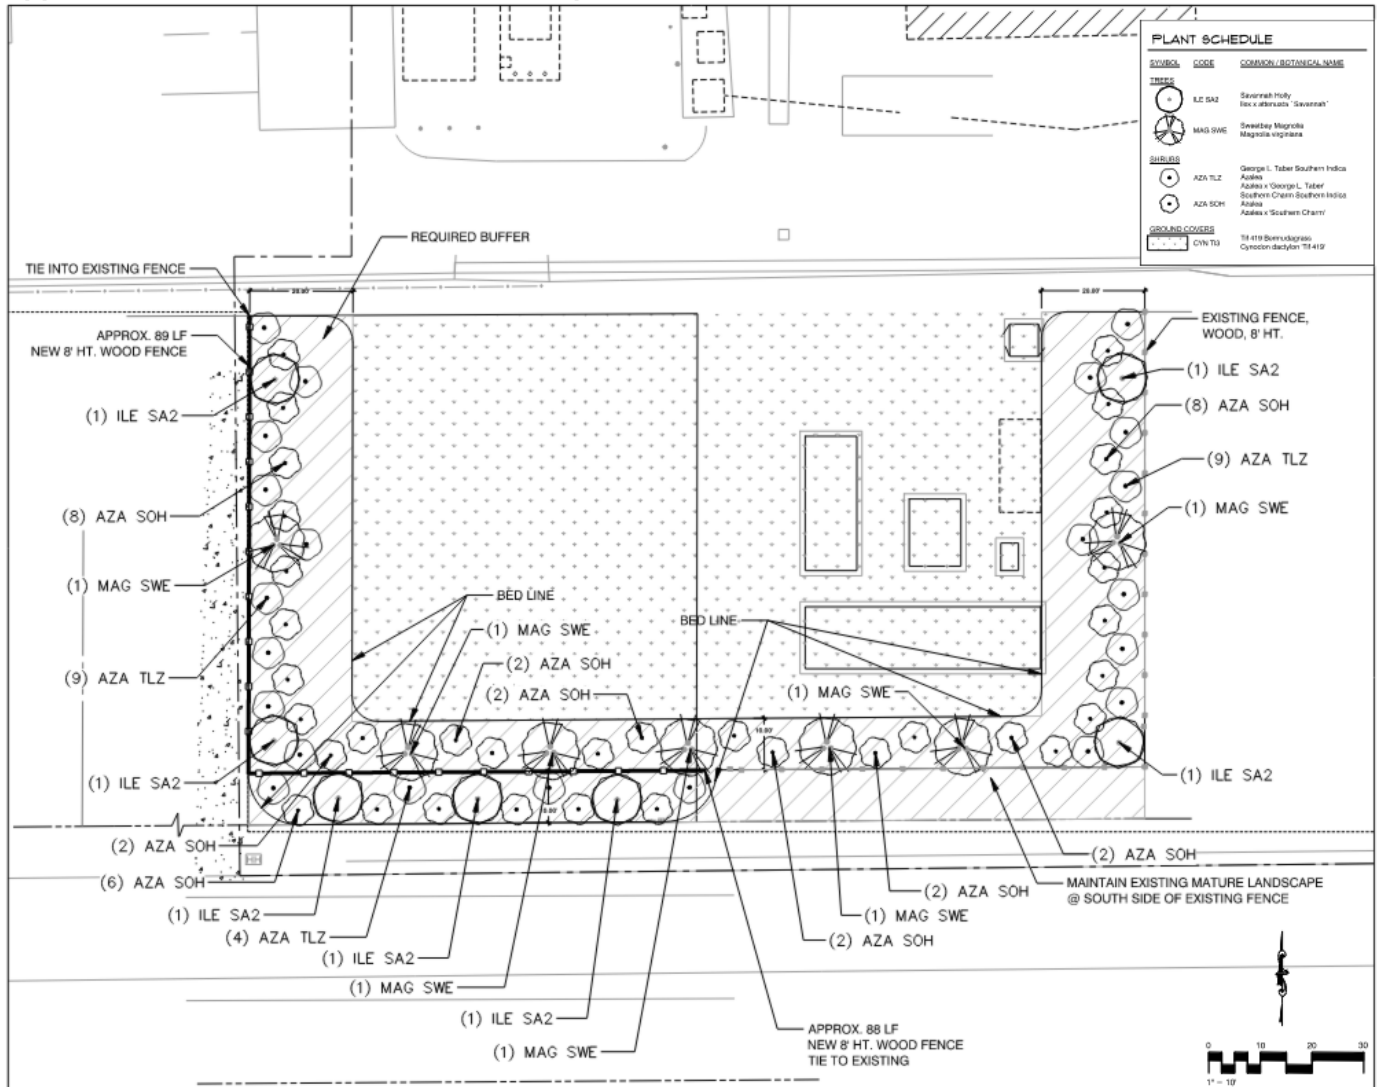 PLANT SCHEDULE
SYMBOL CODE COMMON / BOTANICAL NAME
TREES
ILE SA2 Savannah Holly
Ilex x attenuata `Savannah`
MAG SWE Sweetbay Magnolia
Magnolia virginiana
SHRUBS
AZA TLZ George L. Taber Southern Indica
Azalea
Azalea x 'George L. Taber'
AZA SOH Southern Charm Southern Indica
Azalea
Azalea x 'Southern Charm'
GROUND COVERS
CYN Tif 419 Bermudagrass
Cynodon dactylon 'Tif 419'
REQUIRED BUFFER
TIE INTO EXISTING FENCE
20.00'
20.00'
APPROX. 89 LF
NEW 8' HT. WOOD FENCE
EXISTING FENCE,
WOOD, 8' HT.
(1) ILE SA2
(1) ILE SA2
(8) AZA SOH
(9) AZA TLZ
(8) AZA SOH
(1) MAG SWE
(1) MAG SWE
BED LINE
(1) MAG SWE
BED LINE
(2) AZA SOH
(9) AZA TLZ
(2) AZA SOH
(1) MAG SWE
10.00'
(1) ILE SA2
(1) ILE SA2
(2) AZA SOH
(2) AZA SOH
(6) AZA SOH
MAINTAIN EXISTING MATURE LANDSCAPE
@ SOUTH SIDE OF EXISTING FENCE
(2) AZA SOH
(1) ILE SA2
(1) MAG SWE
(4) AZA TLZ
(2) AZA SOH
(1) ILE SA2
(1) MAG SWE
(1) ILE SA2
(1) MAG SWE
APPROX. 88 LF
NEW 8' HT. WOOD FENCE
TIE TO EXISTING
0 10 20 30
1" = 10'